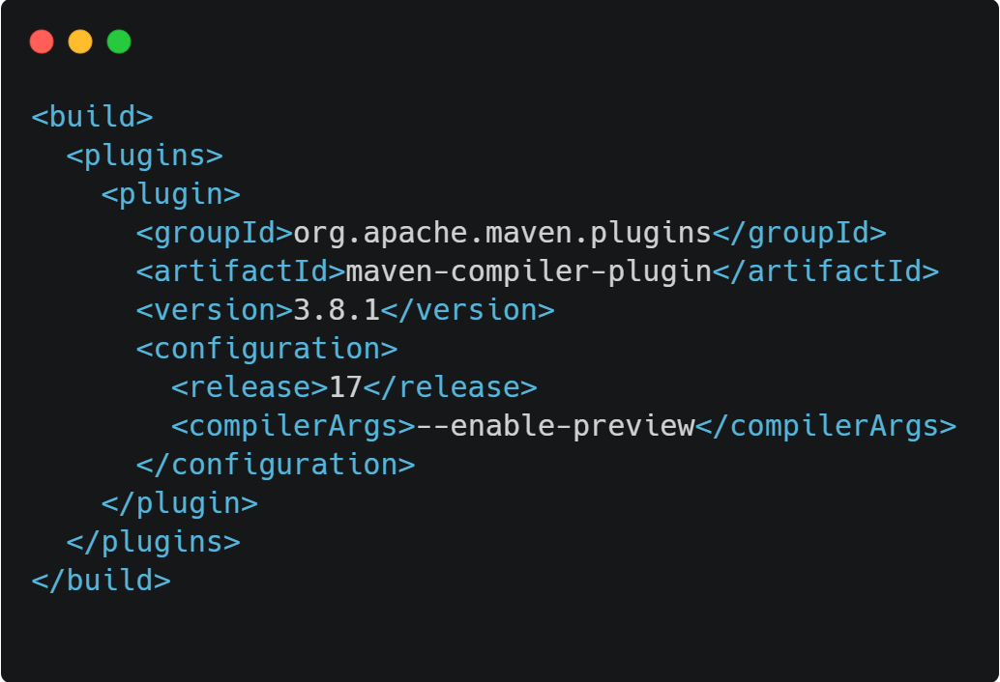 <build>
  <plugins>
    <plugin>
      <groupId>org.apache.maven.plugins</groupId>
      <artifactId>maven-compiler-plugin</artifactId>
      <version>3.8.1</version>
      <configuration>
        <release>17</release>
        <compilerArgs>--enable-preview</compilerArgs>
      </configuration>
    </plugin>
  </plugins>
</build>